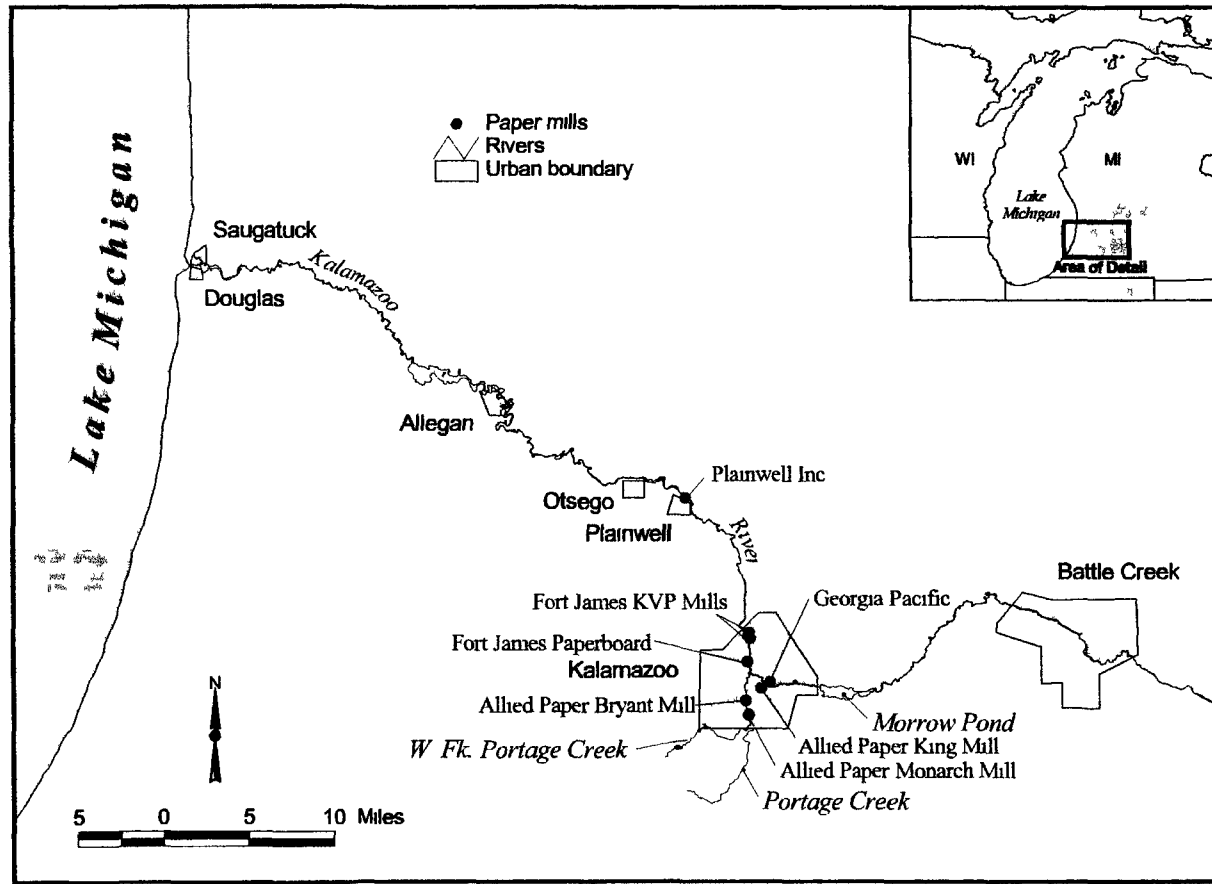 Paper mills
Rivers
Urban boundary
WI
MI
Lake
Michigan
Area of Detail
Lake Michigan
Saugatuck
Kalamazoo
Douglas
Allegan
Otsego
Plainwell Inc
Plainwell
River
Battle Creek
Fort James KVP Mills
Georgia Pacific
Fort James Paperboard
Kalamazoo
Allied Paper Bryant Mill
Morrow Pond
W Fk. Portage Creek
Allied Paper King Mill
Allied Paper Monarch Mill
Portage Creek
N
5 0 5 10 Miles